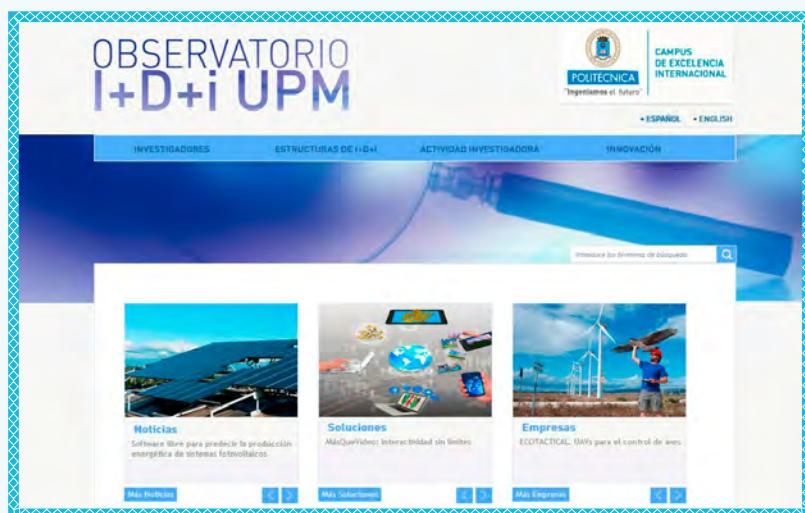 OBSERVATORIO
I+D+i UPM
POLITÉCNICA
"Ingeniamos el futuro"
CAMPUS
DE EXCELENCIA
INTERNACIONAL
• ESPAÑOL • ENGLISH
INVESTIGADORES ESTRUCTURAS DE I+D+I ACTIVIDAD INVESTIGADORA INNOVACIÓN
Introduce los términos de búsqueda
Noticias
Software libre para predecir la producción
energética de sistemas fotovoltaicos
Más Noticias
Soluciones
MásQueVideo: Interactividad sin límites
Más Soluciones
Empresas
ECOTACTICAL. UAVs para el control de aves
Más Empresas